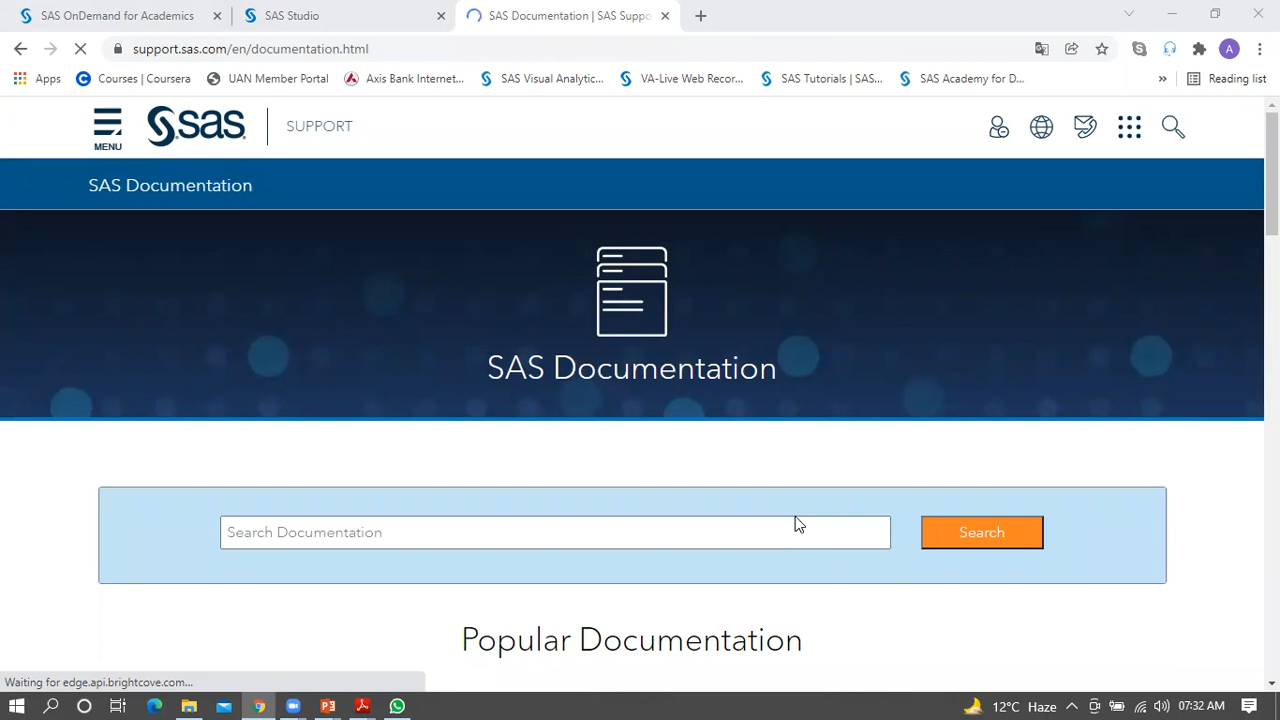 SAS OnDemand for Academics
SAS Studio
SAS Documentation | SAS Suppo
support.sas.com/en/documentation.html
A
Apps
Courses | Coursera
UAN Member Portal
Axis Bank Internet...
SAS Visual Analytic...
VA-Live Web Recor...
SAS Tutorials | SAS...
SAS Academy for D...
»
Reading list
MENU
sas
SUPPORT
SAS Documentation
SAS Documentation
Search Documentation
Search
Popular Documentation
Waiting for edge.api.brightcove.com...
12°C Haze
07:32 AM